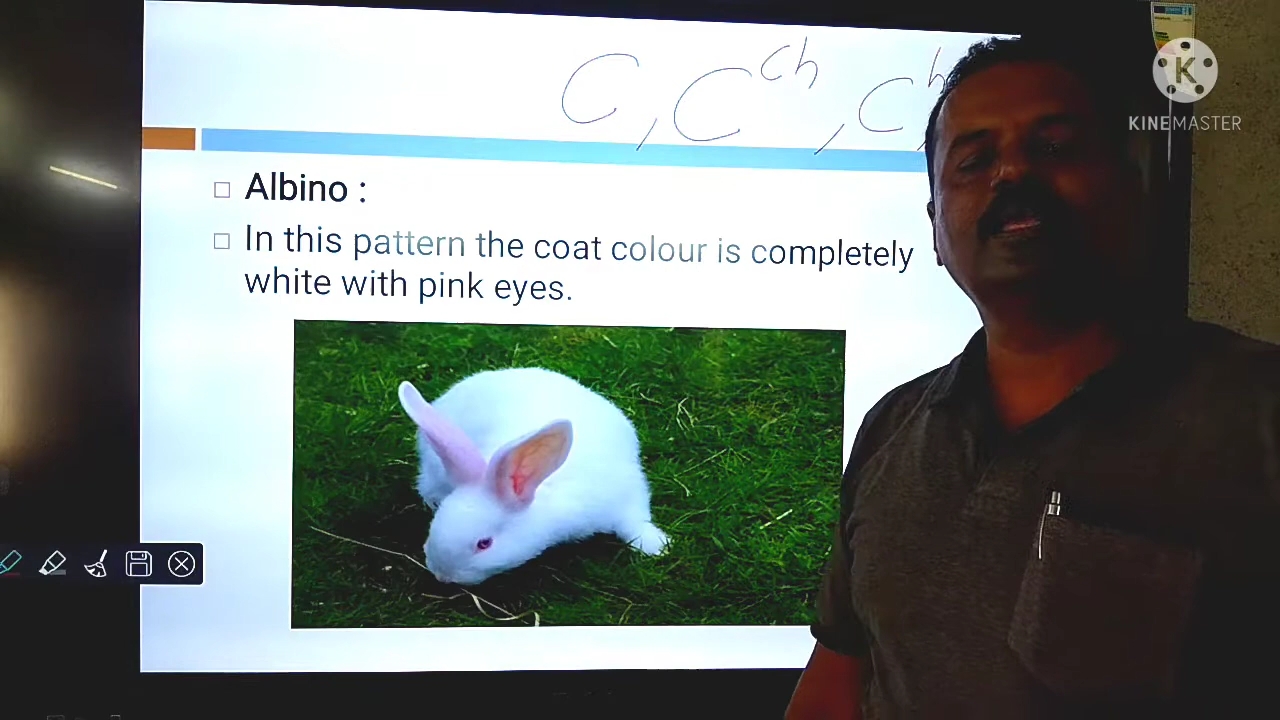 C, C^ch, C^h
KINEMASTER
Albino :
In this pattern the coat colour is completely
white with pink eyes.